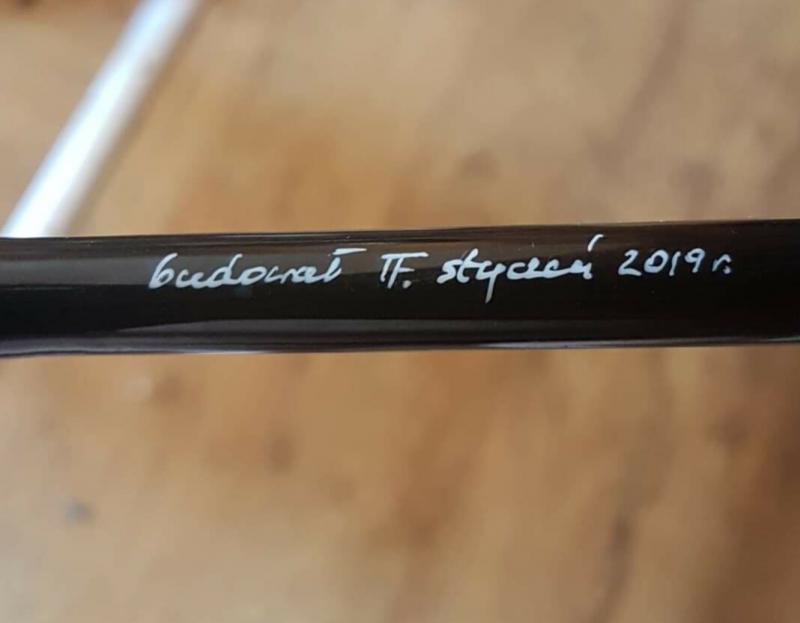 budował TF. styczeń 2019 r.